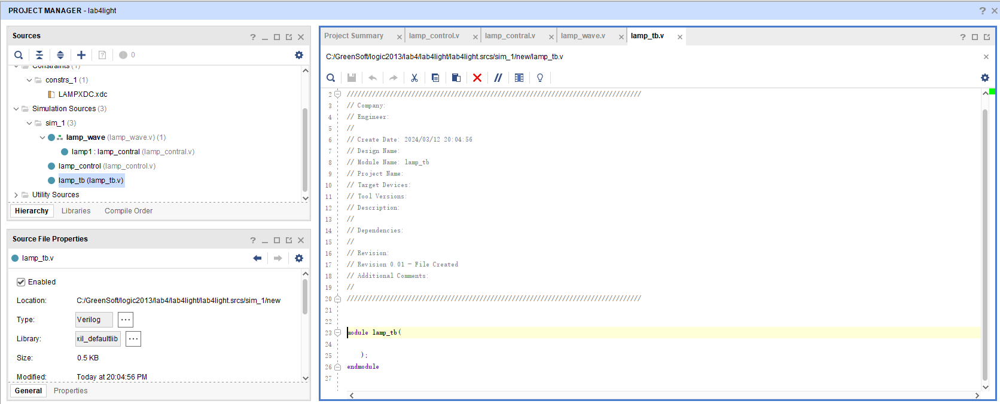 PROJECT MANAGER - lab4light
Sources
0
Constraints (1)
constrs_1 (1)
LAMPXDC.xdc
Simulation Sources (3)
sim_1 (3)
lamp_wave (lamp_wave.v) (1)
lamp1 : lamp_contral (lamp_contral.v)
lamp_control (lamp_control.v)
lamp_tb (lamp_tb.v)
Utility Sources
Hierarchy Libraries Compile Order
Source File Properties
lamp_tb.v
Enabled
Location: C:/GreenSoft/logic2013/lab4/lab4light/lab4light.srcs/sim_1/new
Type: Verilog ...
Library: xil_defaultlib ...
Size: 0.5 KB
Modified: Today at 20:04:56 PM
General Properties
Project Summary lamp_control.v lamp_contral.v lamp_wave.v lamp_tb.v
C:/GreenSoft/logic2013/lab4/lab4light/lab4light.srcs/sim_1/new/lamp_tb.v
2 //////////////////////////////////////////////////////////////////////////////////
3 // Company:
4 // Engineer:
5 //
6 // Create Date: 2024/03/12 20:04:56
7 // Design Name:
8 // Module Name: lamp_tb
9 // Project Name:
10 // Target Devices:
11 // Tool Versions:
12 // Description:
13 //
14 // Dependencies:
15 //
16 // Revision:
17 // Revision 0.01 - File Created
18 // Additional Comments:
19 //
20 //////////////////////////////////////////////////////////////////////////////////
21
22
23 module lamp_tb(
24
25 );
26 endmodule
27